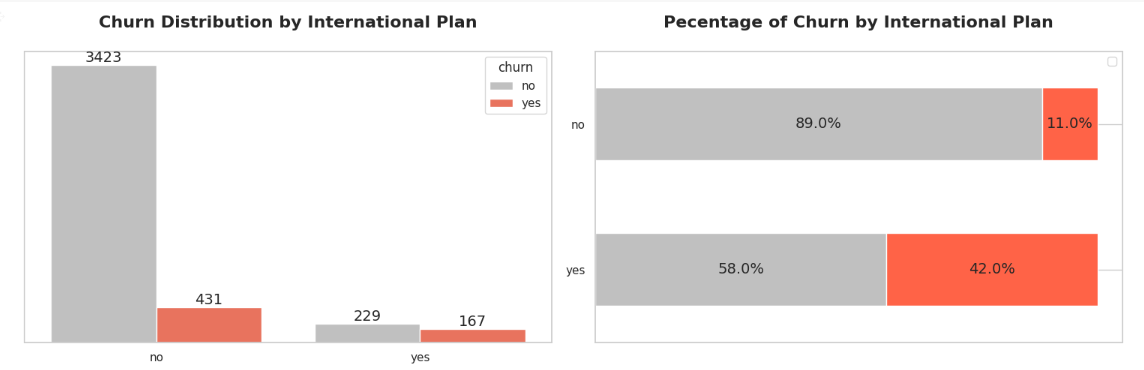 Churn Distribution by International Plan
3423
431
229
167
churn
no
yes
no
yes
Pecentage of Churn by International Plan
no
89.0%
11.0%
yes
58.0%
42.0%